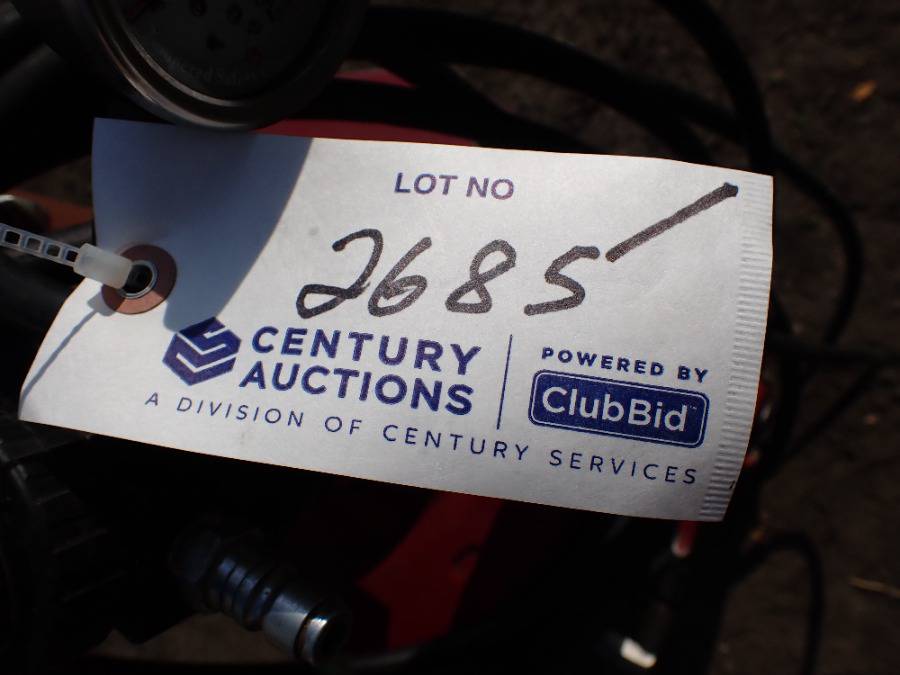 LOT NO
2685
CENTURY
AUCTIONS
A DIVISION OF CENTURY SERVICES
POWERED BY
ClubBid